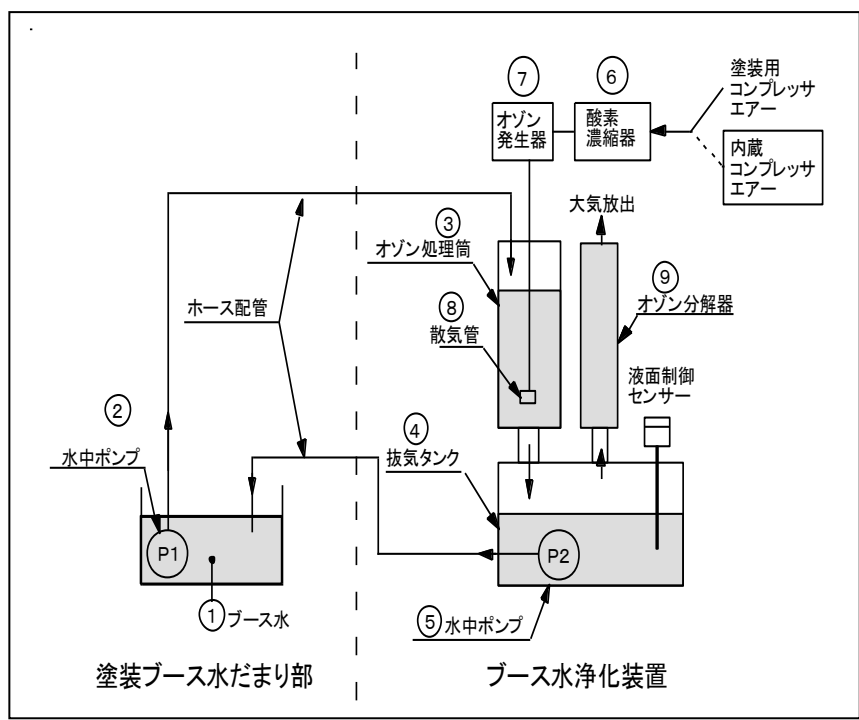 ⑦
⑥
塗装用
コンプレッサ
エアー
オゾン
発生器
酸素
濃縮器
内蔵
コンプレッサ
エアー
大気放出
③
オゾン処理筒
⑨
オゾン分解器
ホース配管
⑧
散気管
液面制御
センサー
②
水中ポンプ
④
抜気タンク
P1
P2
①ブース水
⑤水中ポンプ
塗装ブース水だまり部
ブース水浄化装置